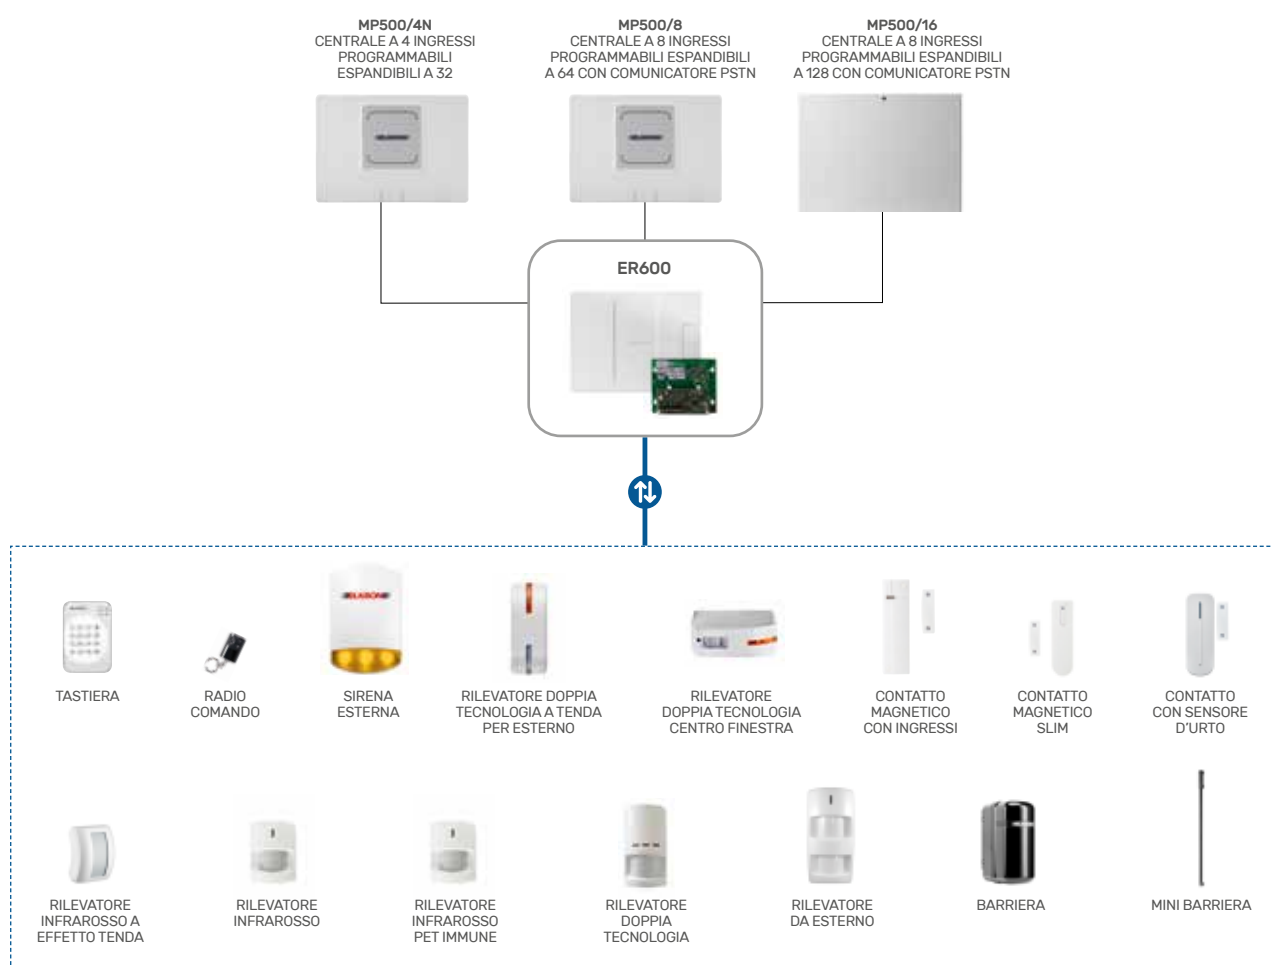 MP500/4N
CENTRALE A 4 INGRESSI
PROGRAMMABILI
ESPANDIBILI A 32
MP500/8
CENTRALE A 8 INGRESSI
PROGRAMMABILI ESPANDIBILI
A 64 CON COMUNICATORE PSTN
MP500/16
CENTRALE A 8 INGRESSI
PROGRAMMABILI ESPANDIBILI
A 128 CON COMUNICATORE PSTN
ER600
TASTIERA
RADIO
COMANDO
SIRENA
ESTERNA
RILEVATORE DOPPIA
TECNOLOGIA A TENDA
PER ESTERNO
RILEVATORE
DOPPIA TECNOLOGIA
CENTRO FINESTRA
CONTATTO
MAGNETICO
CON INGRESSI
CONTATTO
MAGNETICO
SLIM
CONTATTO
CON SENSORE
D'URTO
RILEVATORE
INFRAROSSO A
EFFETTO TENDA
RILEVATORE
INFRAROSSO
RILEVATORE
INFRAROSSO
PET IMMUNE
RILEVATORE
DOPPIA
TECNOLOGIA
RILEVATORE
DA ESTERNO
BARRIERA
MINI BARRIERA